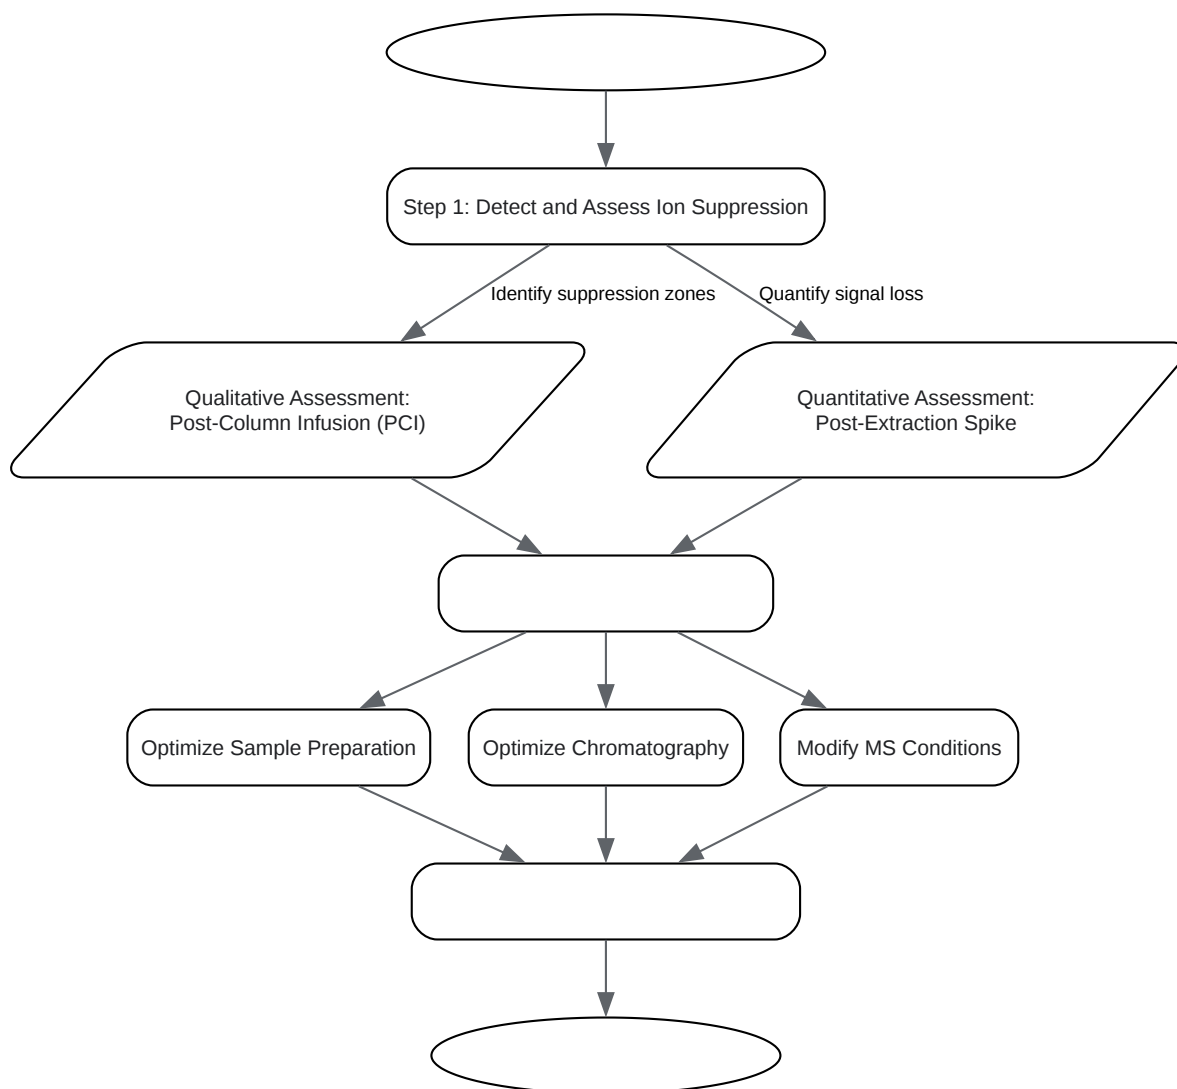 Step 1: Detect and Assess Ion Suppression
Identify suppression zones
Quantify signal loss
Qualitative Assessment:
Post-Column Infusion (PCI)
Quantitative Assessment:
Post-Extraction Spike
Optimize Sample Preparation
Optimize Chromatography
Modify MS Conditions